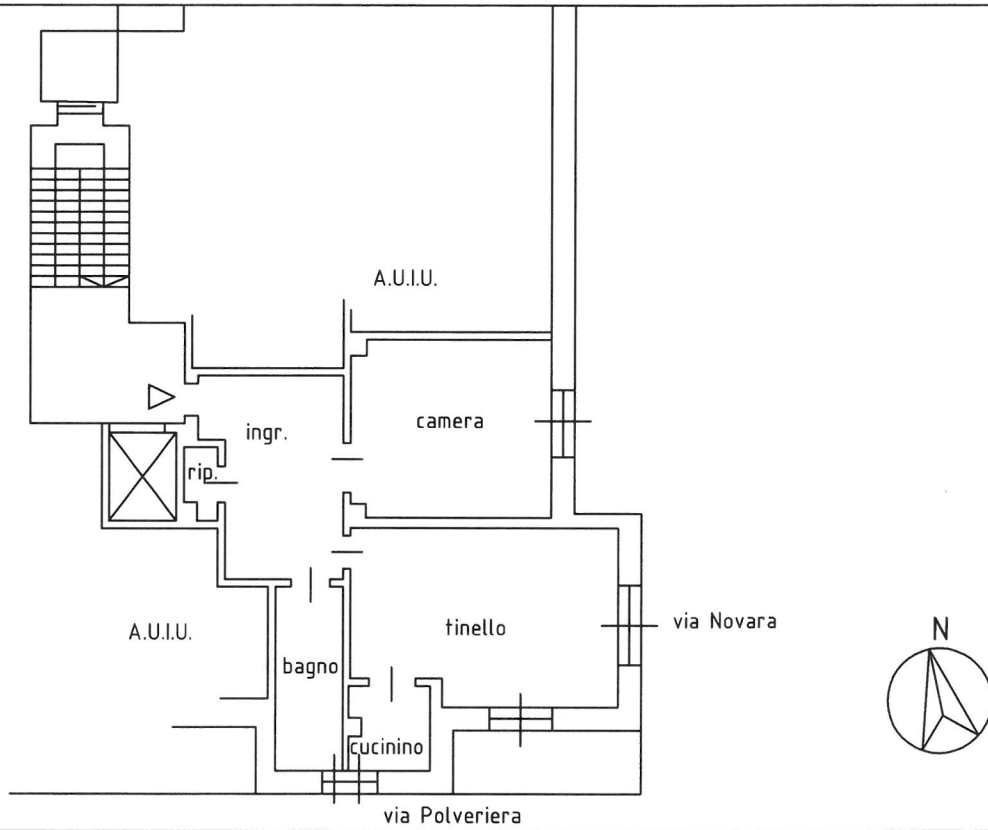 A.U.I.U.
camera
ingr.
rip.
A.U.I.U.
tinello
via Novara
N
bagno
cucinino
via Polveriera